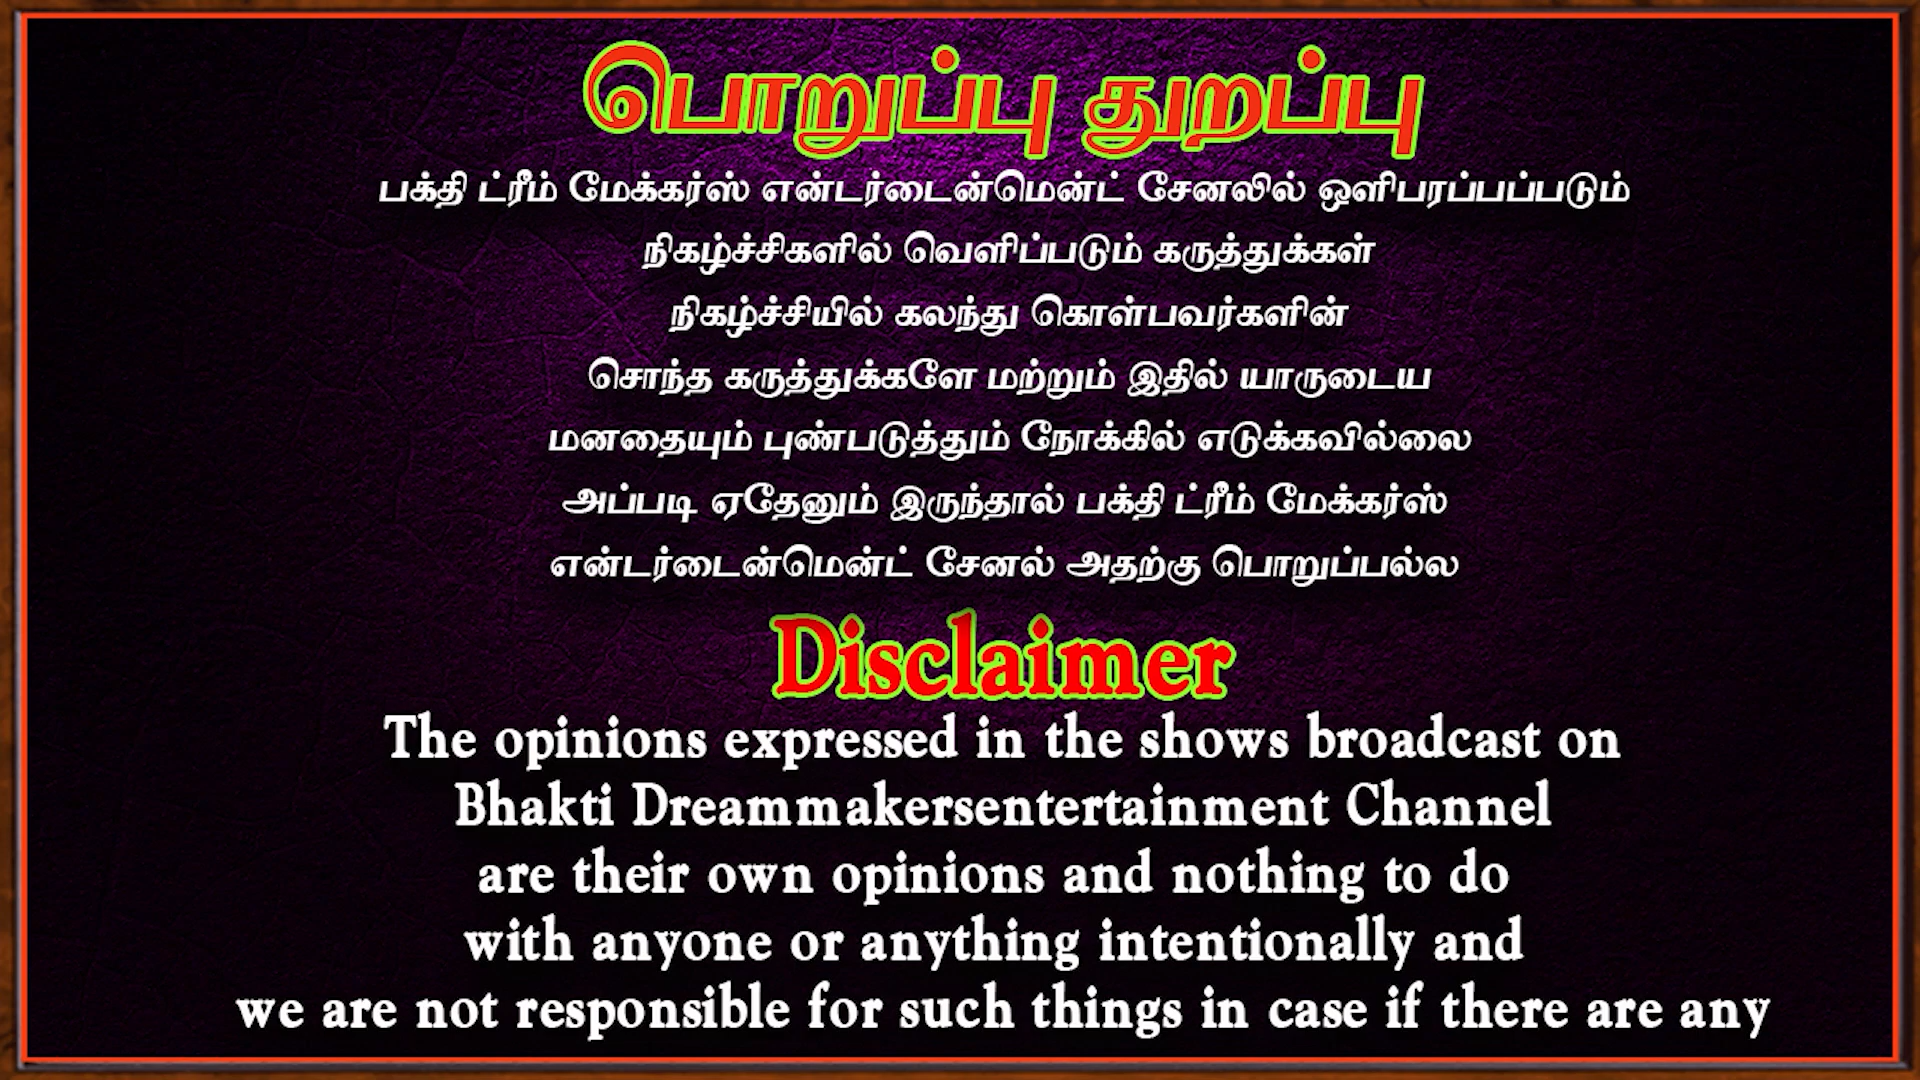 பொறுப்பு துறப்பு
பக்தி ட்ரீம் மேக்கர்ஸ் என்டர்டைன்மென்ட் சேனலில் ஒளிபரப்பப்படும்
நிகழ்ச்சிகளில் வெளிப்படும் கருத்துக்கள்
நிகழ்ச்சியில் கலந்து கொள்பவர்களின்
சொந்த கருத்துக்களே மற்றும் இதில் யாருடைய
மனதையும் புண்படுத்தும் நோக்கில் எடுக்கவில்லை
அப்படி ஏதேனும் இருந்தால் பக்தி ட்ரீம் மேக்கர்ஸ்
என்டர்டைன்மென்ட் சேனல் அதற்கு பொறுப்பல்ல
Disclaimer
The opinions expressed in the shows broadcast on
Bhakti Dreammakersentertainment Channel
are their own opinions and nothing to do
with anyone or anything intentionally and
we are not responsible for such things in case if there are any